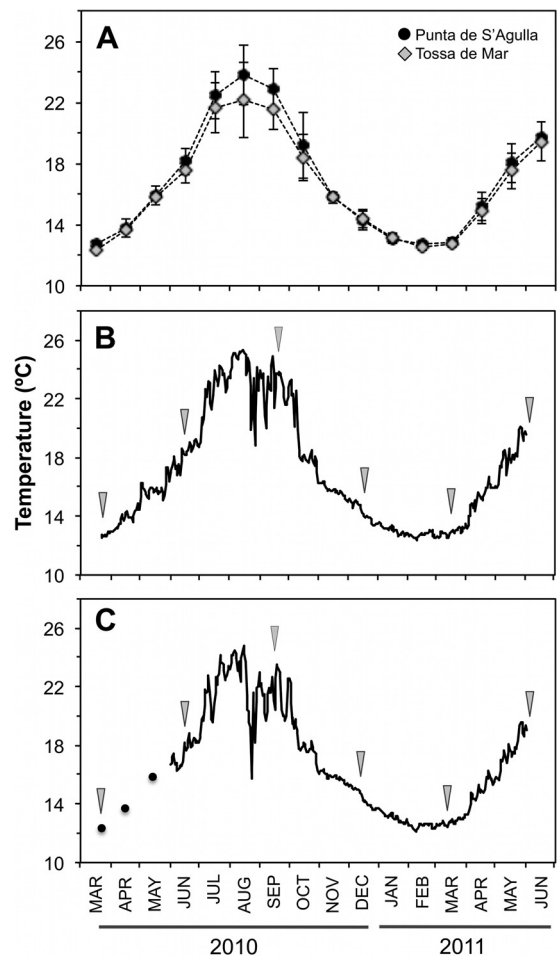 A
Punta de S'Agulla
Tossa de Mar
26
22
18
14
10
B
26
22
18
14
10
Temperature (ºC)
C
26
22
18
14
10
MAR
APR
MAY
JUN
JUL
AUG
SEP
OCT
NOV
DEC
JAN
FEB
MAR
APR
MAY
JUN
2010
2011